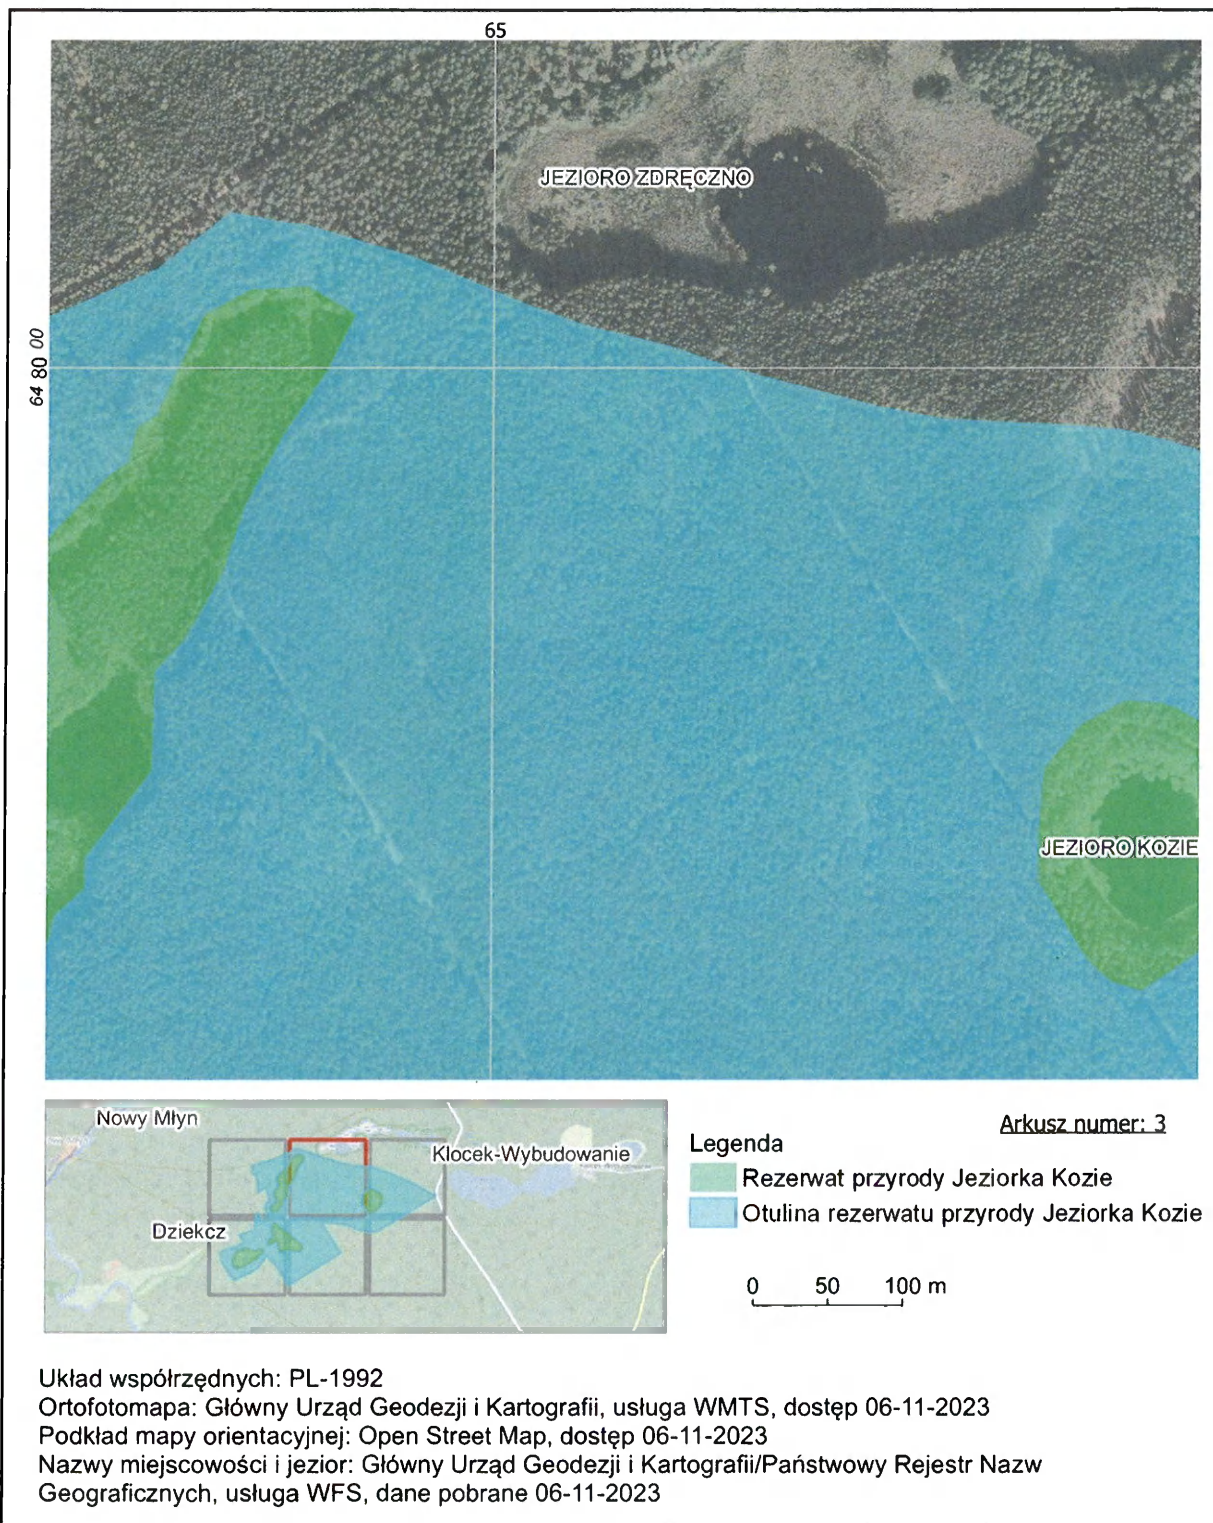 65
JEZIORO ZDRĘCZNO
64 80 00
JEZIORO KOZIE
Nowy Młyn
Klocek-Wybudowanie
Dziekcz
Arkusz numer: 3
Legenda
Rezerwat przyrody Jeziorka Kozie
Otulina rezerwatu przyrody Jeziorka Kozie
0 50 100 m
Układ współrzędnych: PL-1992
Ortofotomapa: Główny Urząd Geodezji i Kartografii, usługa WMTS, dostęp 06-11-2023
Podkład mapy orientacyjnej: Open Street Map, dostęp 06-11-2023
Nazwy miejscowości i jezior: Główny Urząd Geodezji i Kartografii/Państwowy Rejestr Nazw
Geograficznych, usługa WFS, dane pobrane 06-11-2023